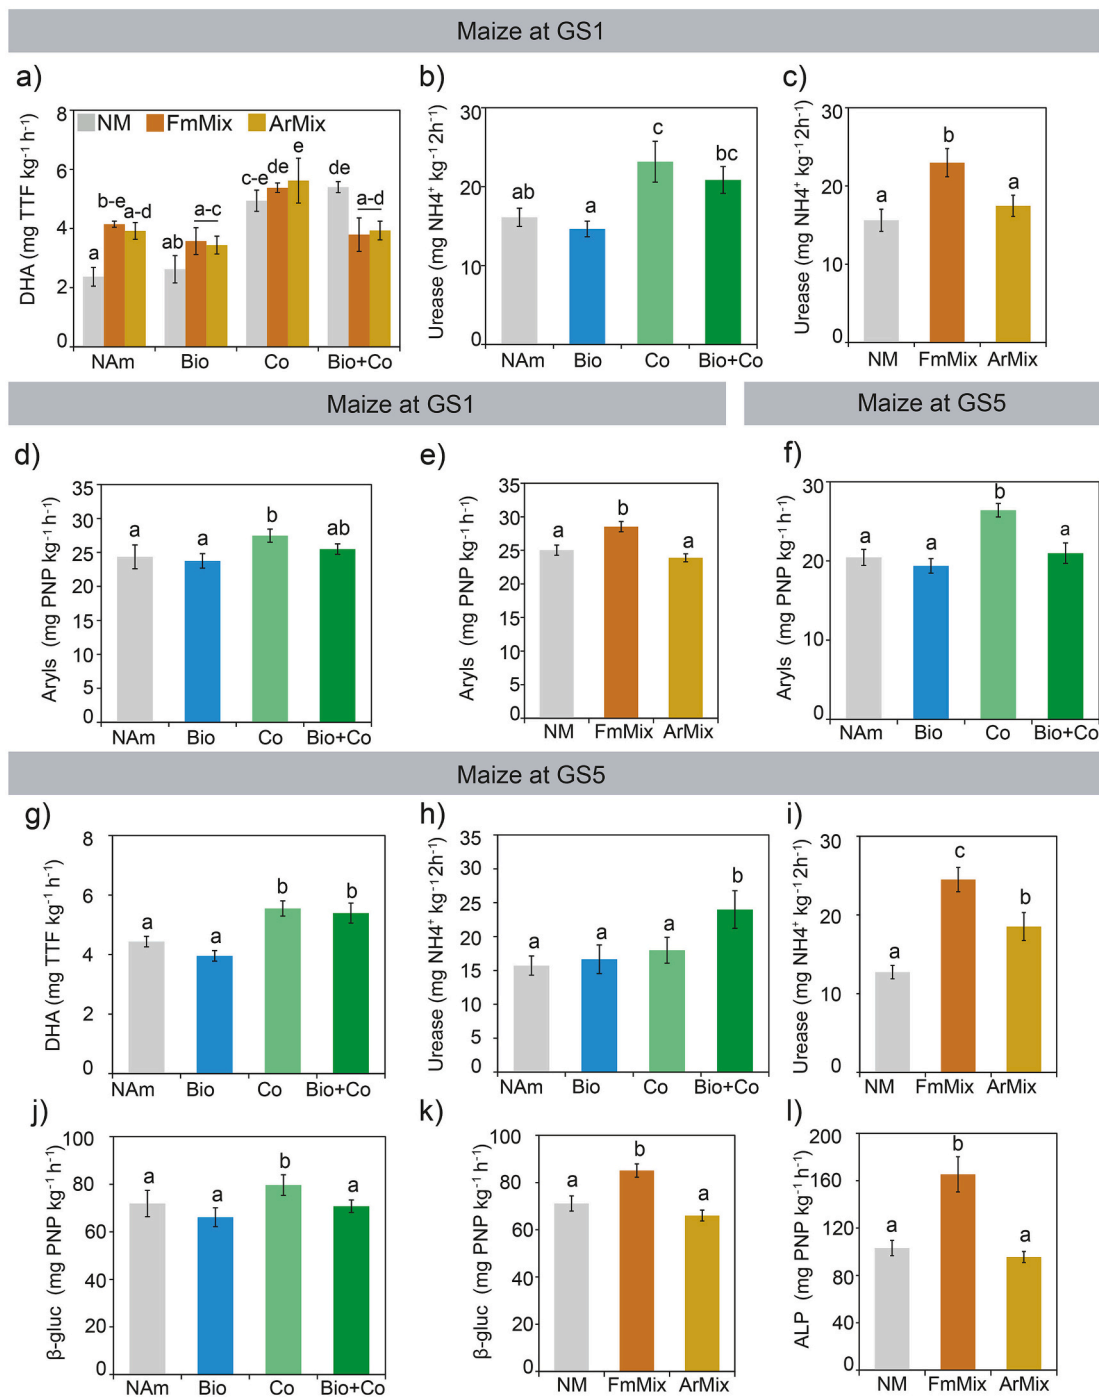 Maize at GS1
a)
DHA (mg TTF kg⁻¹ h⁻¹)
8
6
4
2
0
NM
FmMix
ArMix
a
b-e
a-d
ab
a-c
c-e
de
e
de
a-d
NAm
Bio
Co
Bio+Co
b)
Urease (mg NH4⁺ kg⁻¹ 2h⁻¹)
30
20
10
0
ab
a
c
bc
NAm
Bio
Co
Bio+Co
c)
Urease (mg NH4⁺ kg⁻¹ 2h⁻¹)
30
20
10
0
a
b
a
NM
FmMix
ArMix
Maize at GS1
Maize at GS5
d)
Aryls (mg PNP kg⁻¹ h⁻¹)
35
30
25
20
15
10
5
0
a
a
b
ab
NAm
Bio
Co
Bio+Co
e)
Aryls (mg PNP kg⁻¹ h⁻¹)
35
30
25
20
15
10
5
0
a
b
a
NM
FmMix
ArMix
f)
Aryls (mg PNP kg⁻¹ h⁻¹)
30
20
10
0
a
a
b
a
NAm
Bio
Co
Bio+Co
Maize at GS5
g)
DHA (mg TTF kg⁻¹ h⁻¹)
8
6
4
2
0
a
a
b
b
NAm
Bio
Co
Bio+Co
h)
Urease (mg NH4⁺ kg⁻¹ 2h⁻¹)
35
30
25
20
15
10
5
0
a
a
a
b
NAm
Bio
Co
Bio+Co
i)
Urease (mg NH4⁺ kg⁻¹ 2h⁻¹)
30
20
10
0
a
c
b
NM
FmMix
ArMix
j)
β-gluc (mg PNP kg⁻¹ h⁻¹)
100
80
60
40
20
0
a
a
b
a
NAm
Bio
Co
Bio+Co
k)
β-gluc (mg PNP kg⁻¹ h⁻¹)
100
80
60
40
20
0
a
b
a
NM
FmMix
ArMix
l)
ALP (mg PNP kg⁻¹ h⁻¹)
200
160
120
80
40
0
a
b
a
NM
FmMix
ArMix